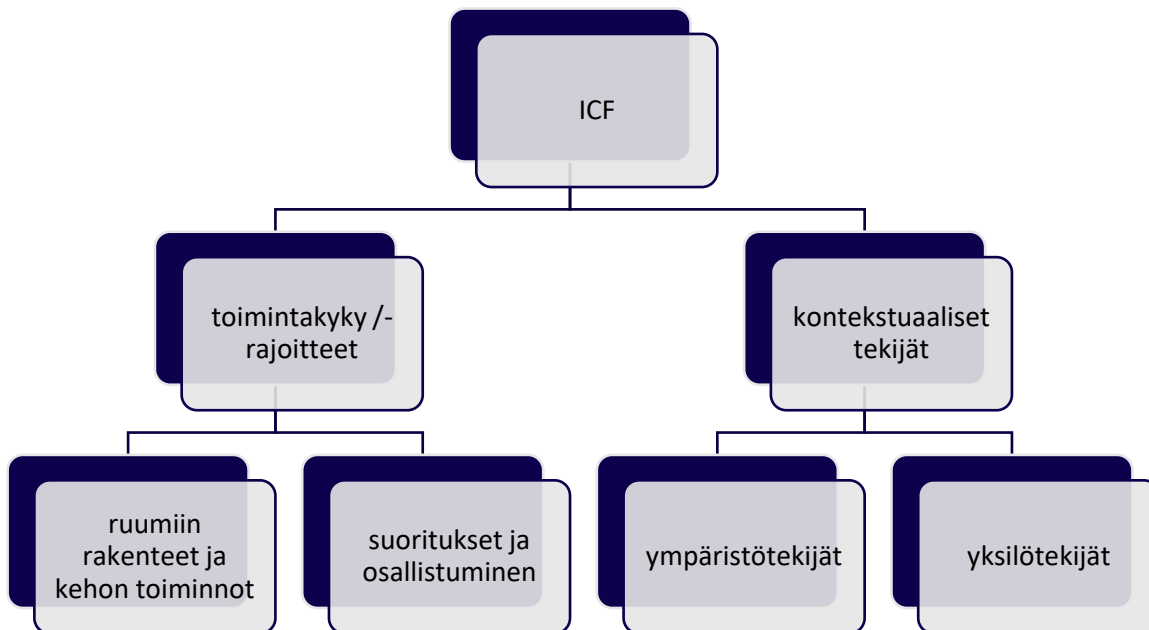 ICF
toimintakyky /-
rajoitteet
kontekstuaaliset
tekijät
ruumiin
rakenteet ja
kehon toiminnot
suoritukset ja
osallistuminen
ympäristötekijät
yksilötekijät